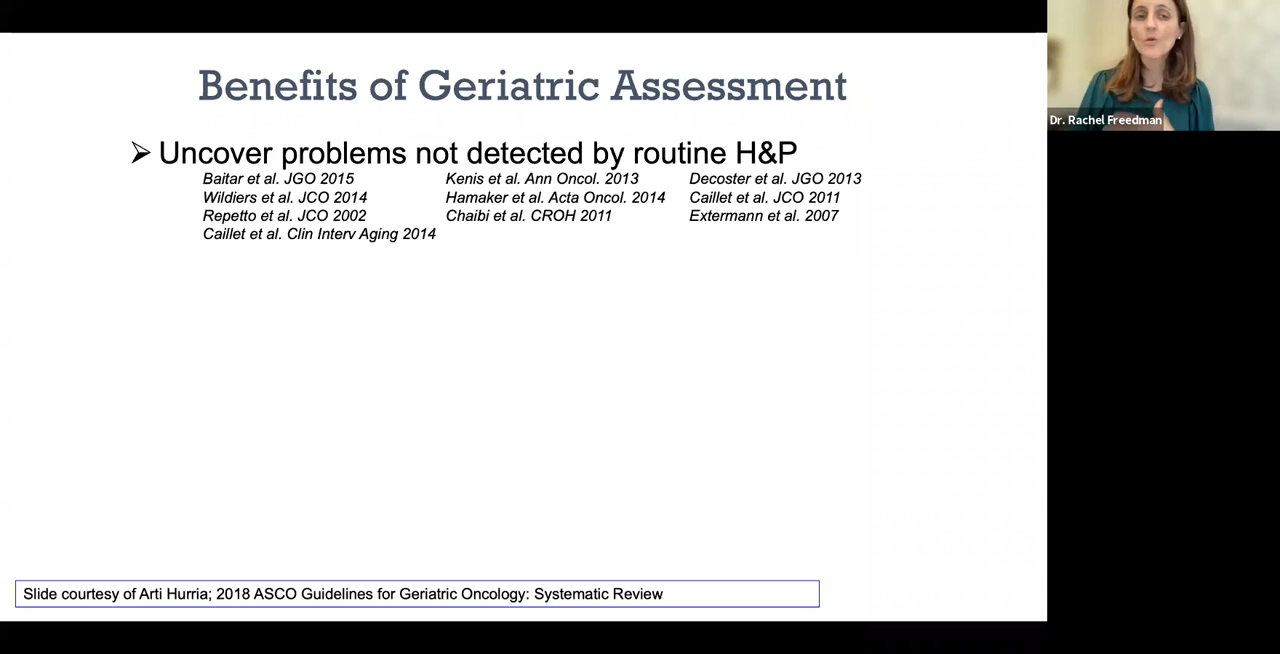 Benefits of Geriatric Assessment
Dr. Rachel Freedman
➢ Uncover problems not detected by routine H&P
Baitar et al. JGO 2015 Kenis et al. Ann Oncol. 2013 Decoster et al. JGO 2013
Wildiers et al. JCO 2014 Hamaker et al. Acta Oncol. 2014 Caillet et al. JCO 2011
Repetto et al. JCO 2002 Chaibi et al. CROH 2011 Extermann et al. 2007
Caillet et al. Clin Interv Aging 2014
Slide courtesy of Arti Hurria; 2018 ASCO Guidelines for Geriatric Oncology: Systematic Review